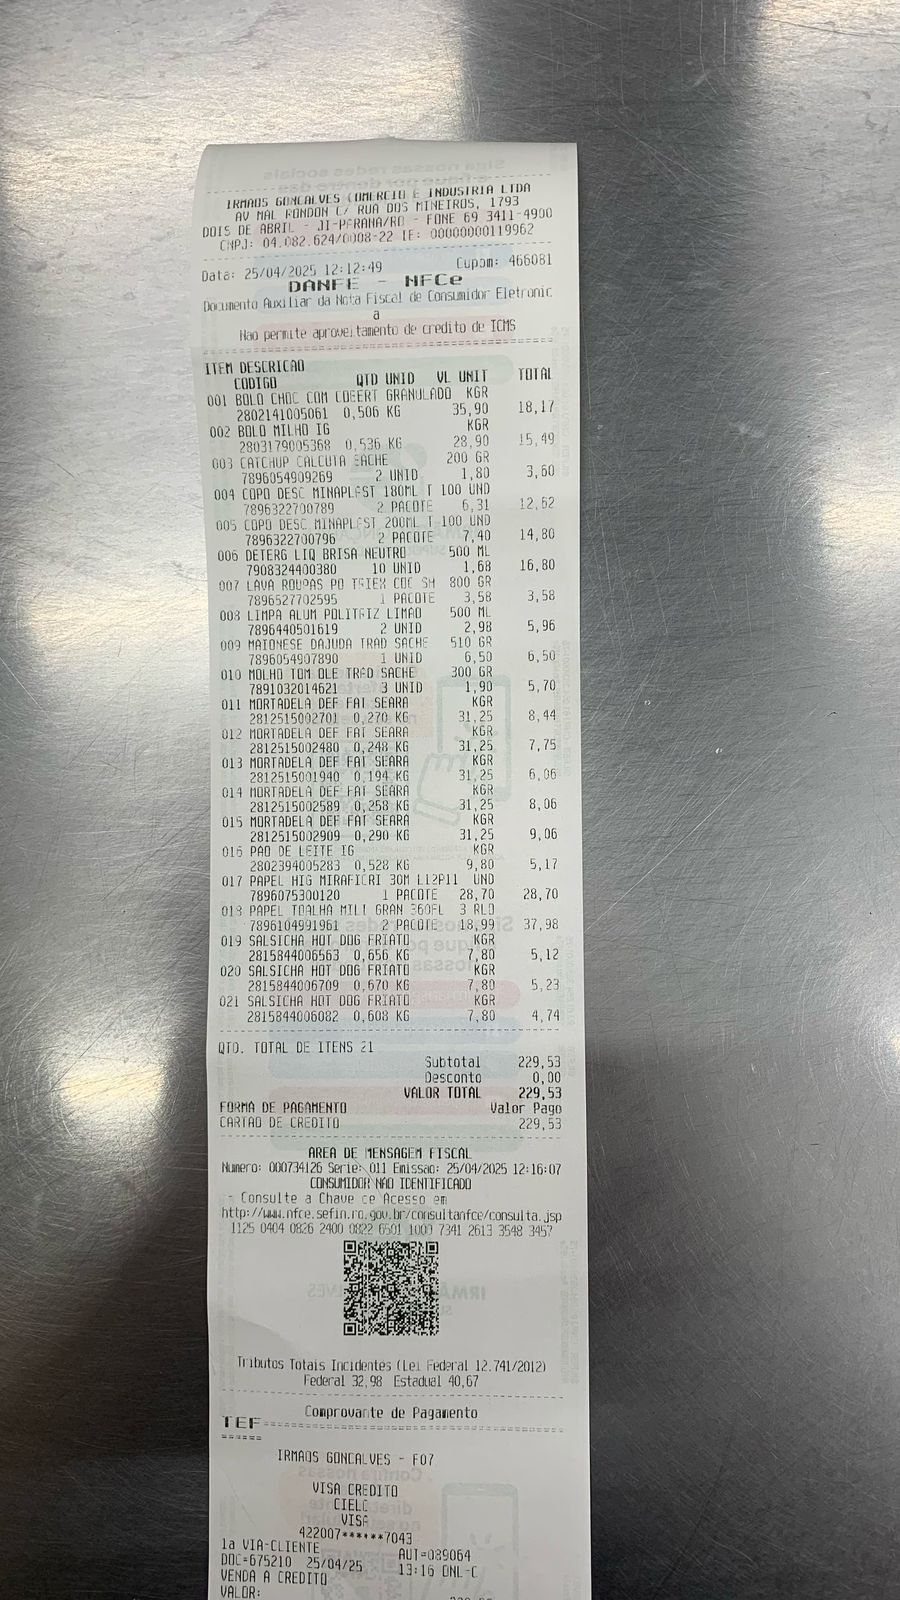 IRMAOS GONCALVES COMERCIO E INDUSTRIA LTDA
AV MAL RONDON C/ RUA DOS MINEIROS, 1793
DOIS DE ABRIL - JI-PARANA/RO - FONE 69 3411-4900
CNPJ: 04.082.624/0008-22 IE: 00000000119962
Data: 25/04/2025 12:12:49 Cupom: 466081
DANFE - NFCe
Documento Auxiliar da Nota Fiscal de Consumidor Eletronic
a
Nao permite aproveitamento de credito de ICMS
ITEM DESCRICAO
CODIGO QTD UNID VL UNIT TOTAL
001 BOLO CHOC COM COBERT GRANULADO KGR
2802141005061 0,506 KG 35,90 18,17
002 BOLO MILHO IG KGR
2803179005368 0,536 KG 28,90 15,49
003 CATCHUP CALCUTA SACHE 200 GR
7896054909269 2 UNID 1,80 3,60
004 COPO DESC MINAPLAST 180ML T 100 UND
7896322700789 2 PACOTE 6,31 12,62
005 COPO DESC MINAPLAST 200ML T 100 UND
7896322700796 2 PACOTE 7,40 14,80
006 DETERG LIQ BRISA NEUTRO 500 ML
7908324400380 10 UNID 1,68 16,80
007 LAVA ROUPAS PO TRIEX COC SH 800 GR
7896527702595 1 PACOTE 3,58 3,58
008 LIMPA ALUM POLITRIZ LIMAO 500 ML
7896440501619 2 UNID 2,98 5,96
009 MAIONESE DAJUDA TRAD SACHE 510 GR
7896054907890 1 UNID 6,50 6,50
010 MOLHO TOM OLE TRAD SACHE 300 GR
7891032014621 3 UNID 1,90 5,70
011 MORTADELA DEF FAT SEARA KGR
2812515002701 0,270 KG 31,25 8,44
012 MORTADELA DEF FAT SEARA KGR
2812515002480 0,248 KG 31,25 7,75
013 MORTADELA DEF FAT SEARA KGR
2812515001940 0,194 KG 31,25 6,06
014 MORTADELA DEF FAT SEARA KGR
2812515002589 0,258 KG 31,25 8,06
015 MORTADELA DEF FAT SEARA KGR
2812515002909 0,290 KG 31,25 9,06
016 PAO DE LEITE IG KGR
2802394005283 0,528 KG 9,80 5,17
017 PAPEL HIG MIRAFIORI 30M L12P11 UND
7896075300120 1 PACOTE 28,70 28,70
018 PAPEL TOALHA MILI GRAN 360FL 3 RLO
7896104991961 2 PACOTE 18,99 37,98
019 SALSICHA HOT DOG FRIATO KGR
2815844006563 0,656 KG 7,80 5,12
020 SALSICHA HOT DOG FRIATO KGR
2815844006709 0,670 KG 7,80 5,23
021 SALSICHA HOT DOG FRIATO KGR
2815844006082 0,608 KG 7,80 4,74
QTD. TOTAL DE ITENS 21
Subtotal 229,53
Desconto 0,00
VALOR TOTAL 229,53
FORMA DE PAGAMENTO Valor Pago
CARTAO DE CREDITO 229,53
AREA DE MENSAGEM FISCAL
Numero: 000734126 Serie: 011 Emissao: 25/04/2025 12:16:07
CONSUMIDOR NAO IDENTIFICADO
- Consulte a Chave de Acesso em
http://www.nfce.sefin.ro.gov.br/consultanfce/consulta.jsp
1125 0404 0826 2400 0822 6501 1000 7341 2613 3548 3457
Tributos Totais Incidentes (Lei Federal 12.741/2012)
Federal 32,98 Estadual 40,67
Comprovante de Pagamento
TEF
IRMAOS GONCALVES - F07
VISA CREDITO
CIELO
VISA
422007******7043
1a VIA-CLIENTE AUT=089064
DOC=675210 25/04/25 13:16 ONL-C
VENDA A CREDITO
VALOR: